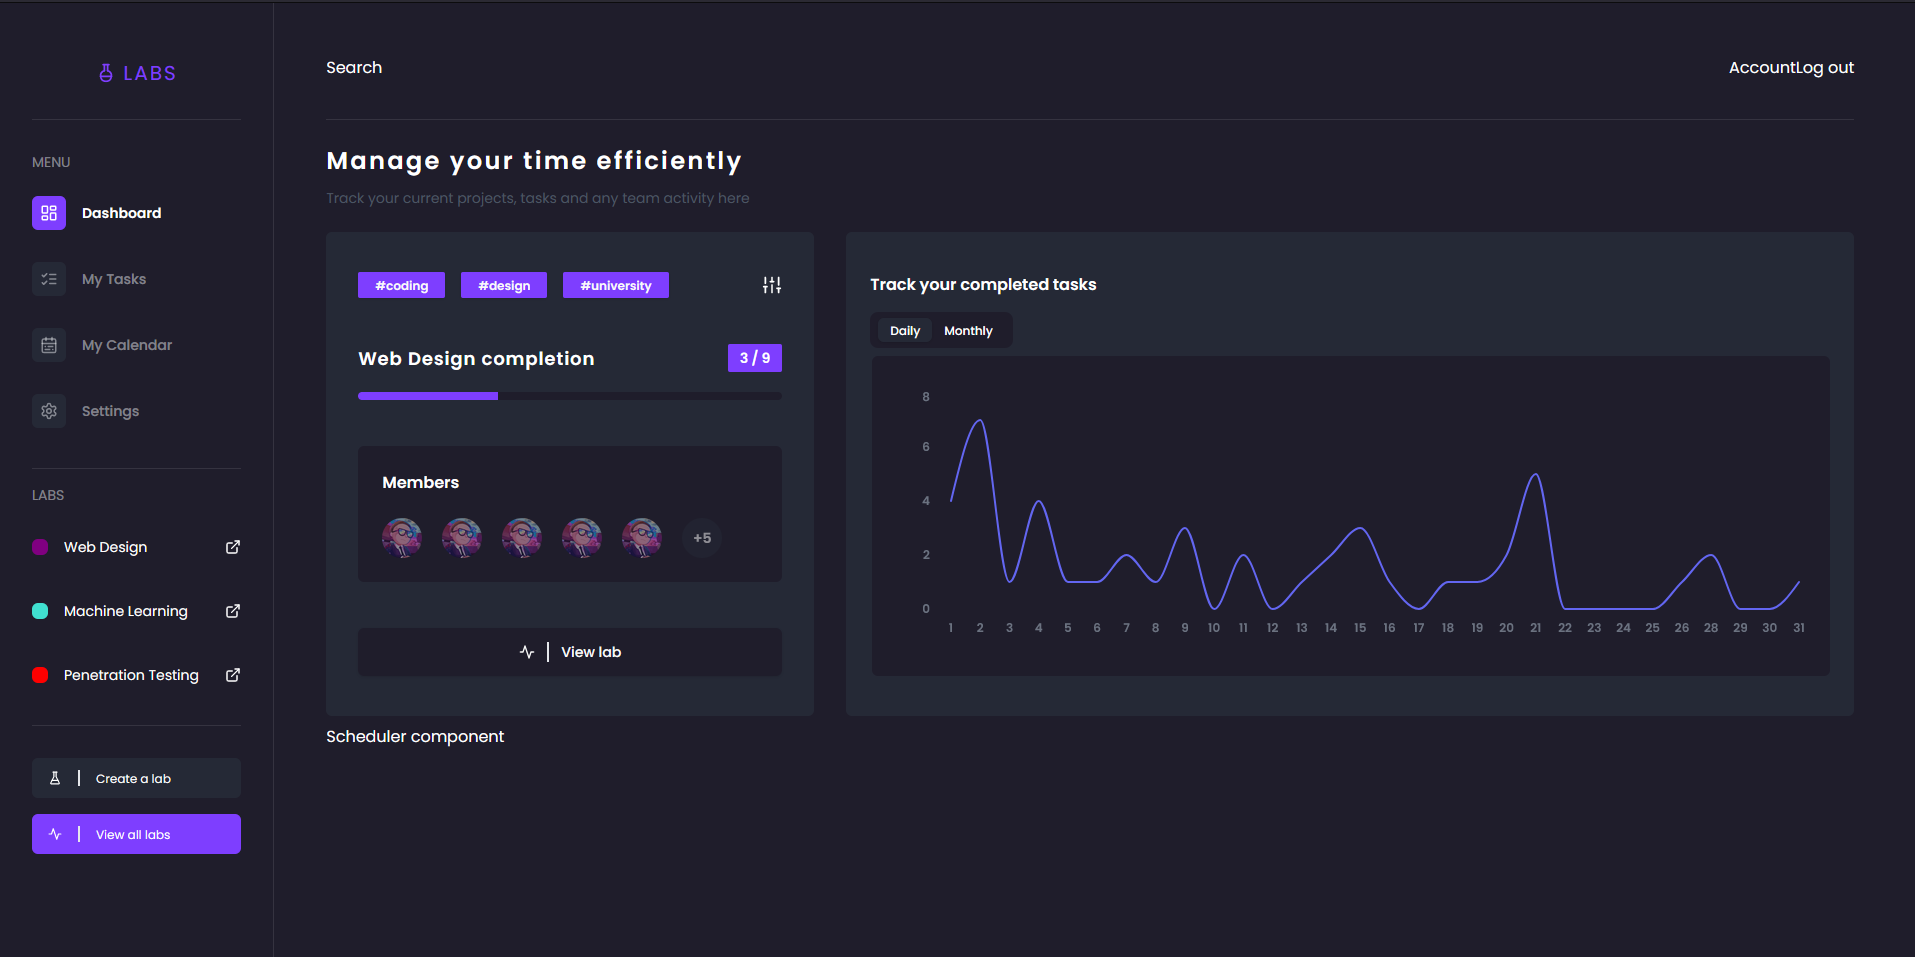 LABS
MENU
Dashboard
My Tasks
My Calendar
Settings
LABS
Web Design
Machine Learning
Penetration Testing
Create a lab
View all labs
Search
AccountLog out
Manage your time efficiently
Track your current projects, tasks and any team activity here
#coding #design #university
Web Design completion 3 / 9
Members
+5
View lab
Track your completed tasks
Daily Monthly
8
6
4
2
0
1 2 3 4 5 6 7 8 9 10 11 12 13 14 15 16 17 18 19 20 21 22 23 24 25 26 28 29 30 31
Scheduler component